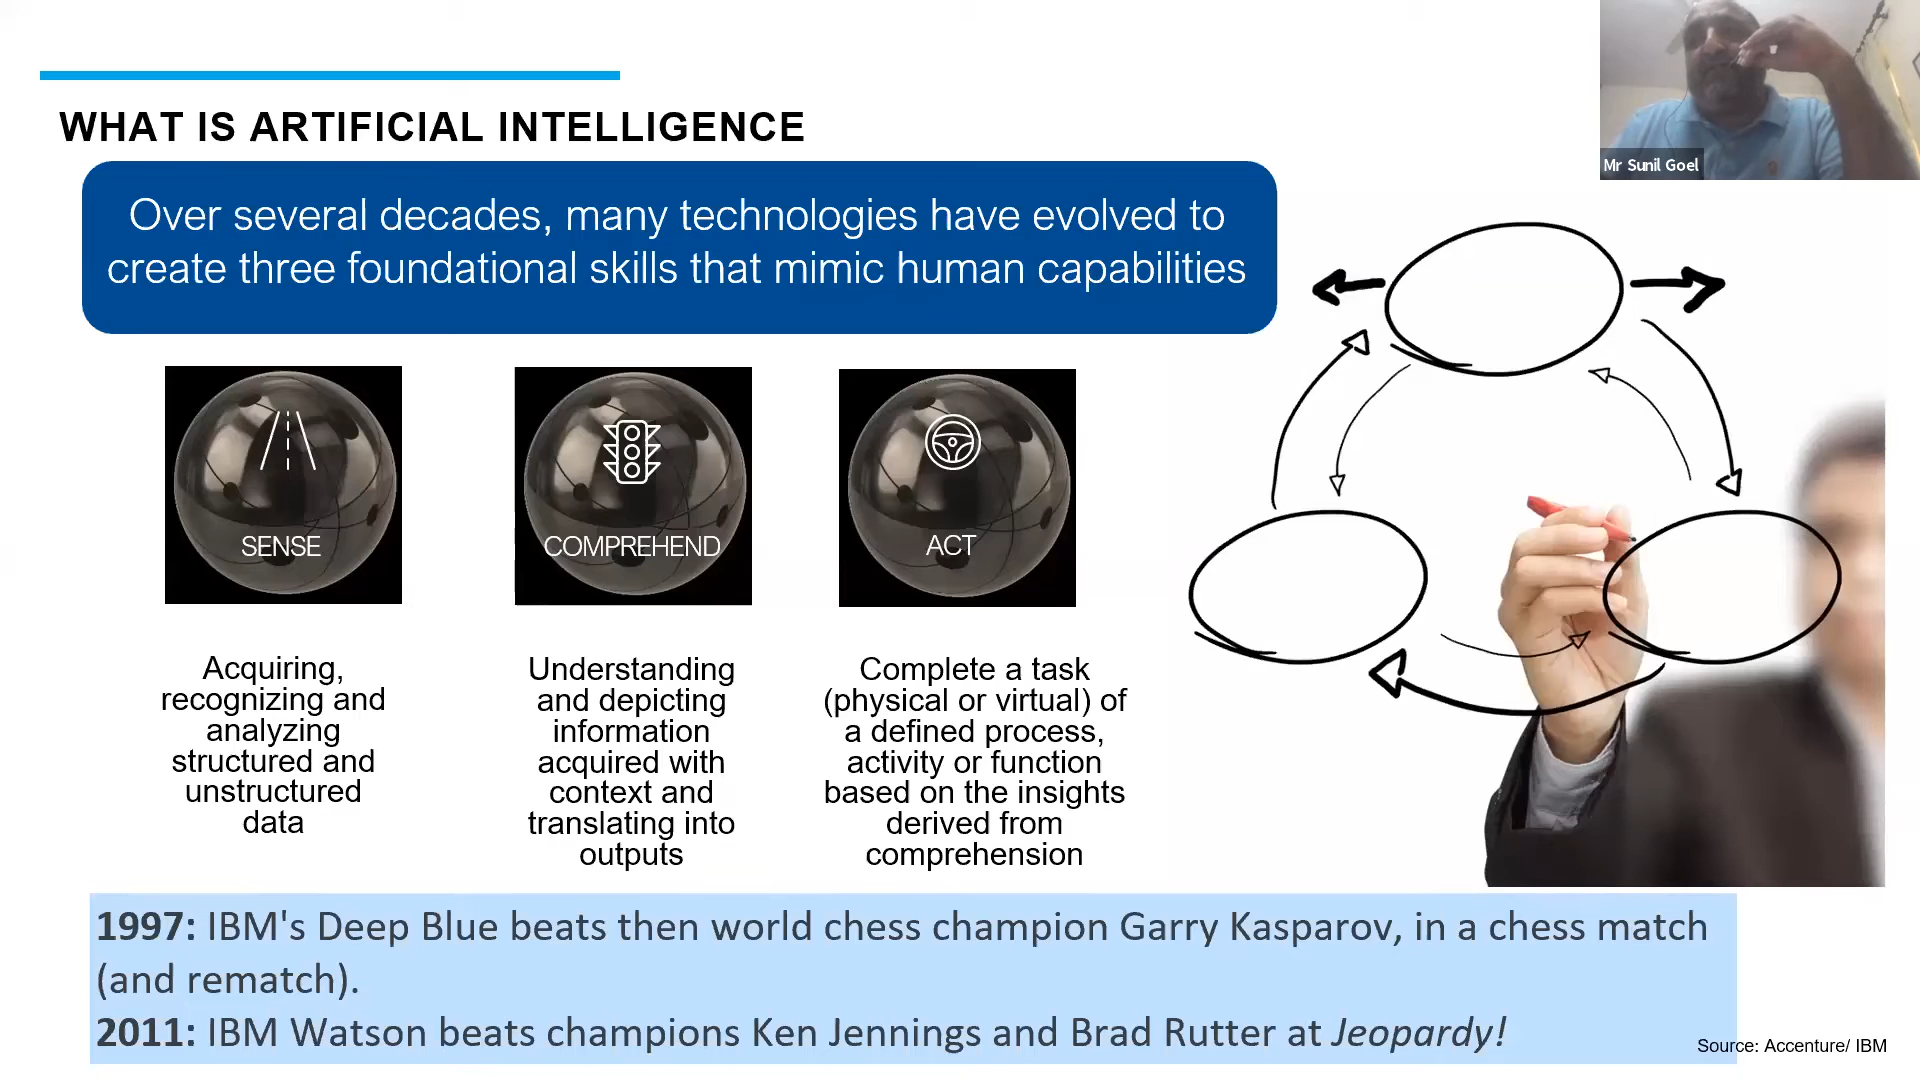 WHAT IS ARTIFICIAL INTELLIGENCE
Mr Sunil Goel
Over several decades, many technologies have evolved to
create three foundational skills that mimic human capabilities
SENSE
COMPREHEND
ACT
Acquiring,
recognizing and
analyzing
structured and
unstructured
data
Understanding
and depicting
information
acquired with
context and
translating into
outputs
Complete a task
(physical or virtual) of
a defined process,
activity or function
based on the insights
derived from
comprehension
1997: IBM's Deep Blue beats then world chess champion Garry Kasparov, in a chess match
(and rematch).
2011: IBM Watson beats champions Ken Jennings and Brad Rutter at Jeopardy!
Source: Accenture/ IBM